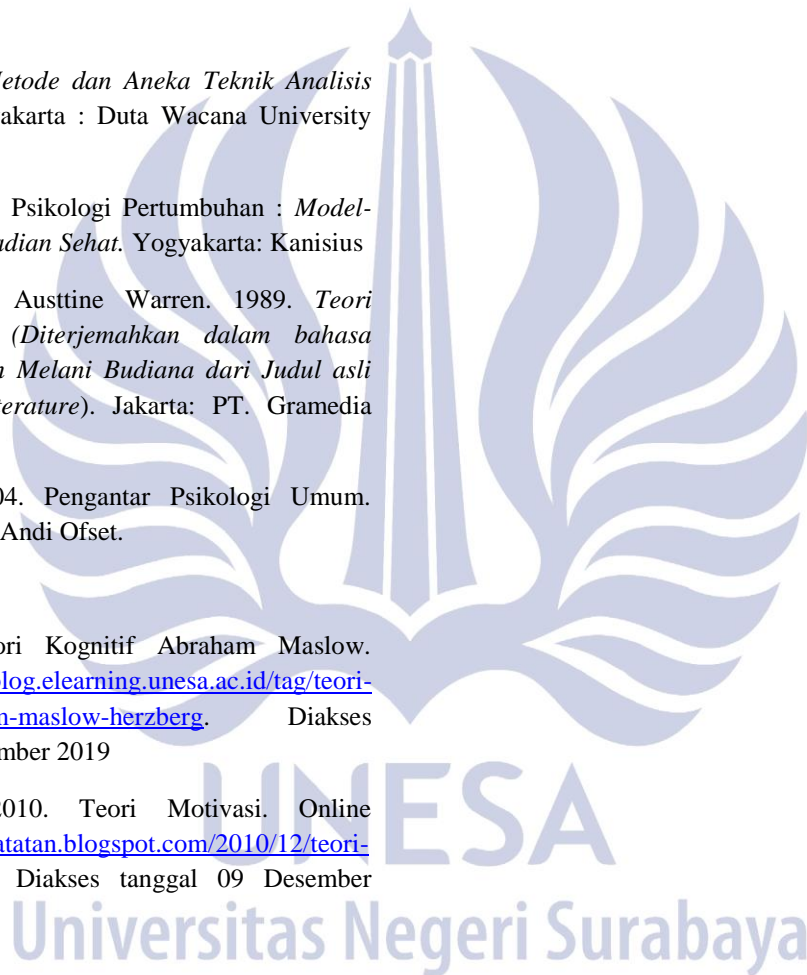 Metode dan Aneka Teknik Analisis
akarta : Duta Wacana University
Psikologi Pertumbuhan : Model-
adian Sehat. Yogyakarta: Kanisius
Austtine Warren. 1989. Teori
(Diterjemahkan dalam bahasa
n Melani Budiana dari Judul asli
terature). Jakarta: PT. Gramedia
04. Pengantar Psikologi Umum.
Andi Ofset.
ori Kognitif Abraham Maslow.
blog.elearning.unesa.ac.id/tag/teori-
n-maslow-herzberg. Diakses
mber 2019
2010. Teori Motivasi. Online
atatan.blogspot.com/2010/12/teori-
Diakses tanggal 09 Desember
UNESA
Universitas Negeri Surabaya